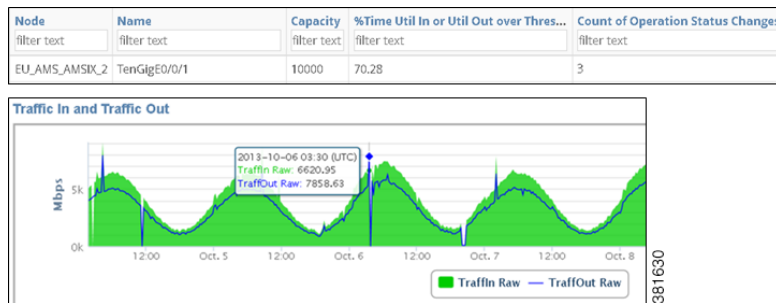 Node Name Capacity %Time Util In or Util Out over Thres... Count of Operation Status Changes
filter text filter text filter text filter text filter text
EU_AMS_AMSIX_2 TenGigE0/0/1 10000 70.28 3
Traffic In and Traffic Out
2013-10-06 03:30 (UTC)
TraffIn Raw: 6620.95
TraffOut Raw: 7858.63
Mbps
5k
0k
12:00 Oct. 5 12:00 Oct. 6 12:00 Oct. 7 12:00 Oct. 8
TraffIn Raw TraffOut Raw
381630